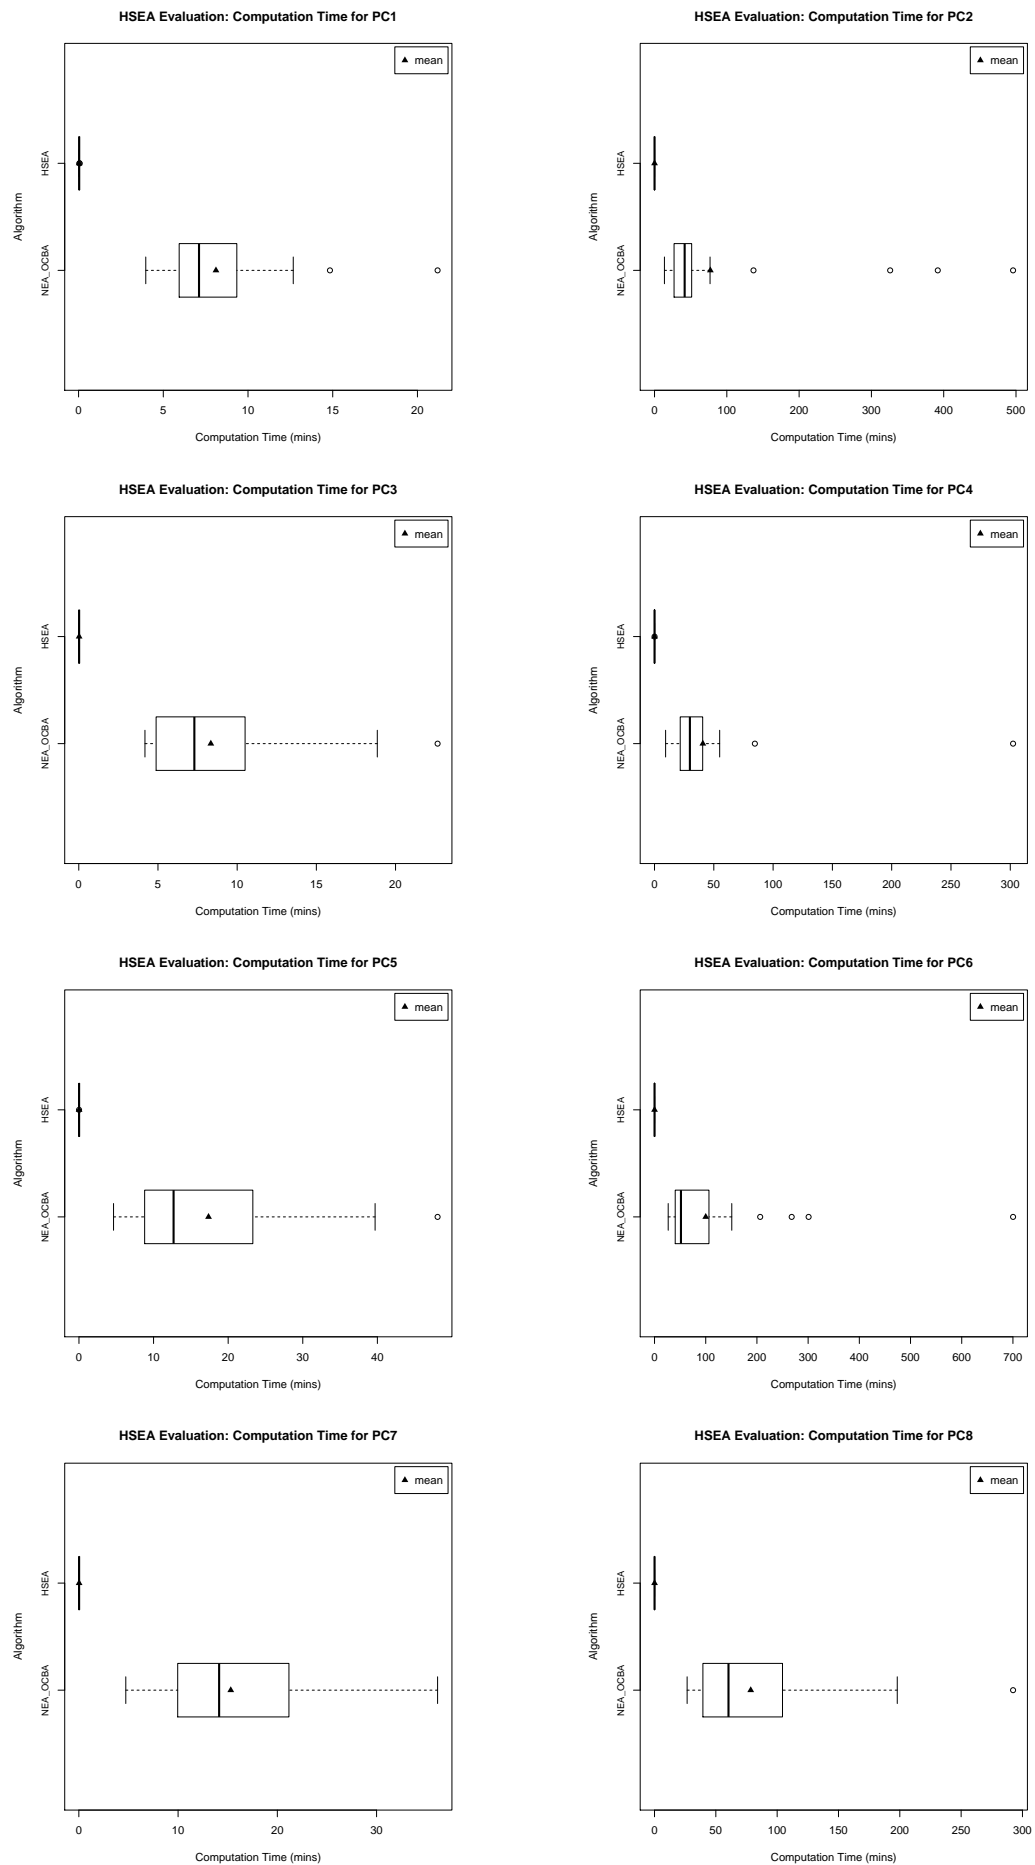 HSEA Evaluation: Computation Time for PC1
mean
HSEA
NEA_OCBA
Algorithm
0 5 10 15 20
Computation Time (mins)
HSEA Evaluation: Computation Time for PC2
mean
HSEA
NEA_OCBA
Algorithm
0 100 200 300 400 500
Computation Time (mins)
HSEA Evaluation: Computation Time for PC3
mean
HSEA
NEA_OCBA
Algorithm
0 5 10 15 20
Computation Time (mins)
HSEA Evaluation: Computation Time for PC4
mean
HSEA
NEA_OCBA
Algorithm
0 50 100 150 200 250 300
Computation Time (mins)
HSEA Evaluation: Computation Time for PC5
mean
HSEA
NEA_OCBA
Algorithm
0 10 20 30 40
Computation Time (mins)
HSEA Evaluation: Computation Time for PC6
mean
HSEA
NEA_OCBA
Algorithm
0 100 200 300 400 500 600 700
Computation Time (mins)
HSEA Evaluation: Computation Time for PC7
mean
HSEA
NEA_OCBA
Algorithm
0 10 20 30
Computation Time (mins)
HSEA Evaluation: Computation Time for PC8
mean
HSEA
NEA_OCBA
Algorithm
0 50 100 150 200 250 300
Computation Time (mins)